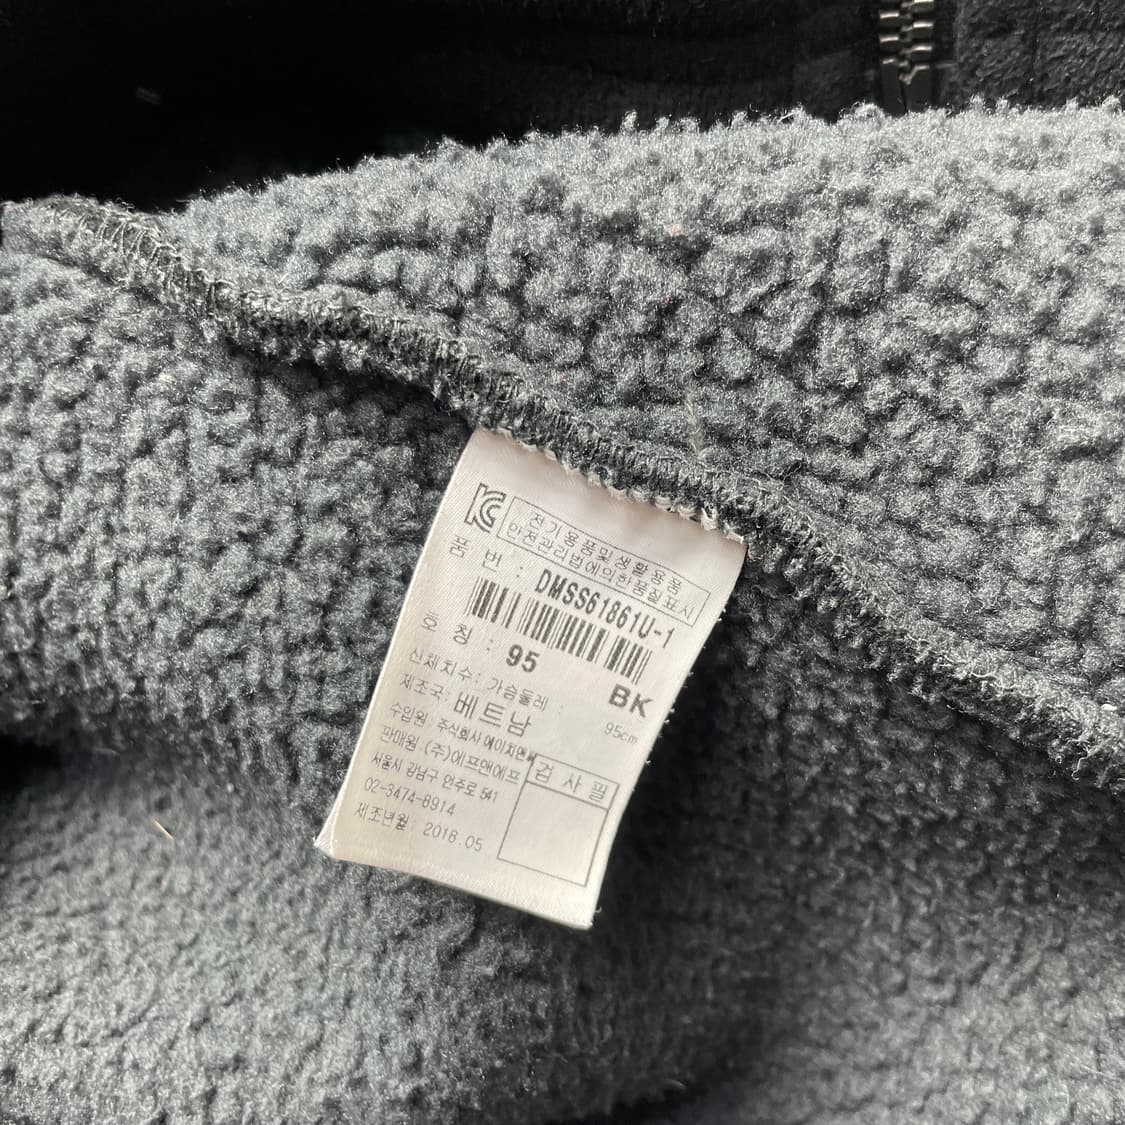 KC 전기용품및생활용품
안전관리법에의한품질표시
품 번 : DMSS61861U-1
호 칭 : 95 BK
신체치수: 가슴둘레 : 95cm
제조국: 베트남
수입원: 주식회사 에이치앤
판매원 (주)에프앤에프
서울시 강남구 언주로 541
02-3474-8914
제조년월: 2018.05
검 사 필